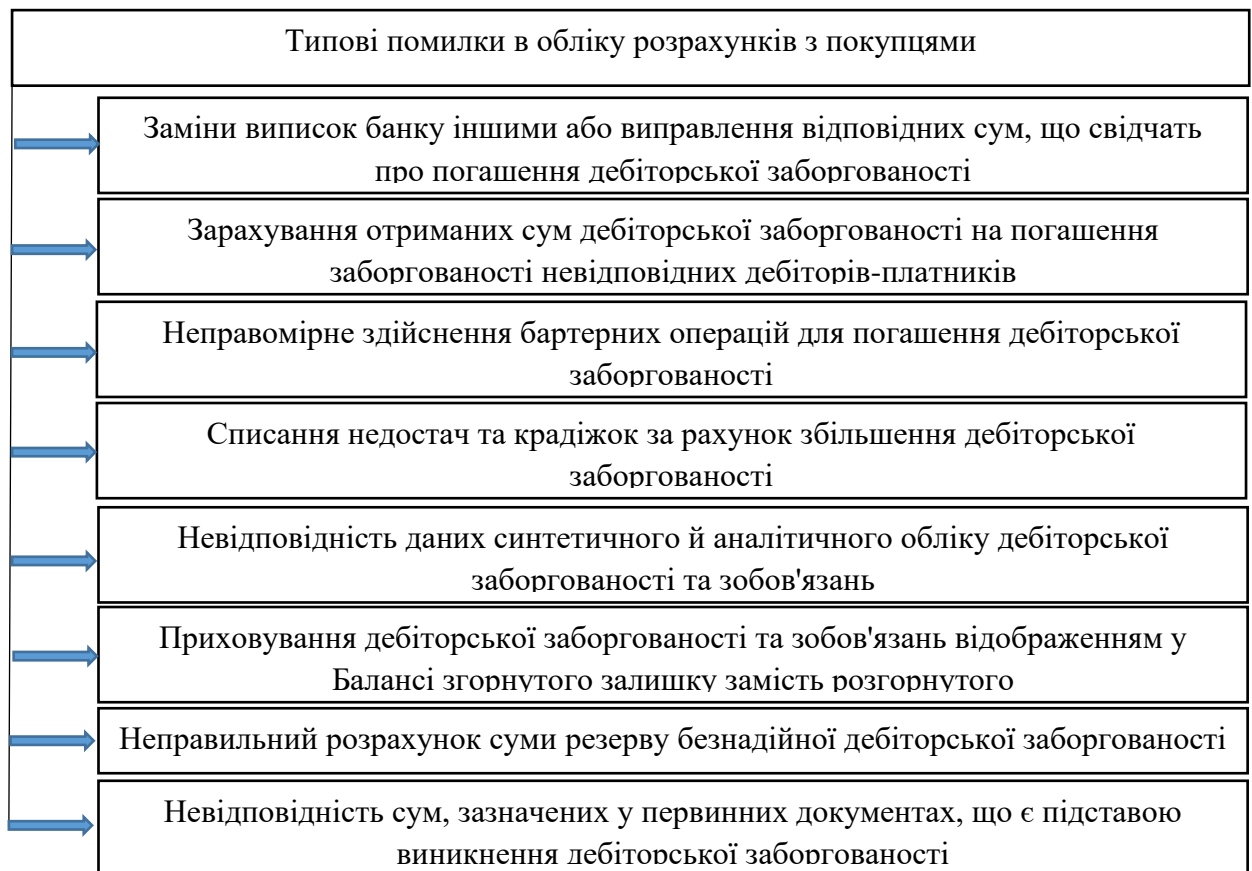 Типові помилки в обліку розрахунків з покупцями
Заміни виписок банку іншими або виправлення відповідних сум, що свідчать
про погашення дебіторської заборгованості
Зарахування отриманих сум дебіторської заборгованості на погашення
заборгованості невідповідних дебіторів-платників
Неправомірне здійснення бартерних операцій для погашення дебіторської
заборгованості
Списання недостач та крадіжок за рахунок збільшення дебіторської
заборгованості
Невідповідність даних синтетичного й аналітичного обліку дебіторської
заборгованості та зобов'язань
Приховування дебіторської заборгованості та зобов'язань відображенням у
Балансі згорнутого залишку замість розгорнутого
Неправильний розрахунок суми резерву безнадійної дебіторської заборгованості
Невідповідність сум, зазначених у первинних документах, що є підставою
виникнення дебіторської заборгованості